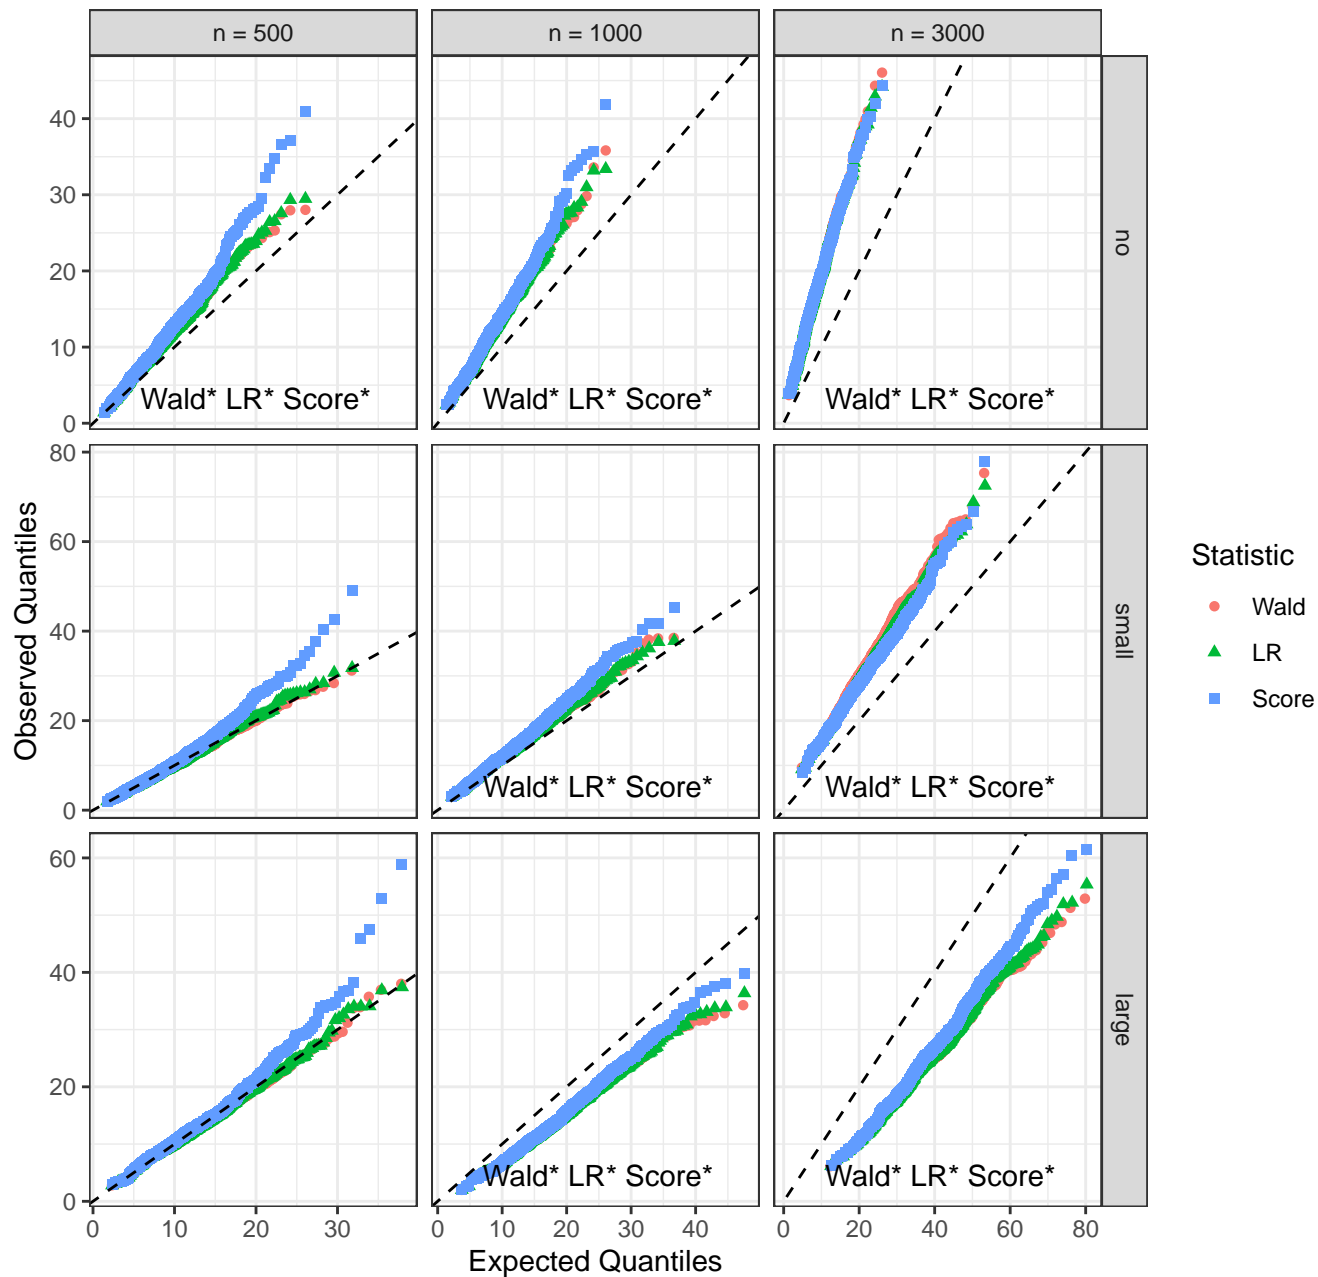 n = 500
n = 1000
n = 3000
40
30
20
10
0
Wald* LR* Score*
Wald* LR* Score*
Wald* LR* Score*
no
80
60
40
20
0
Wald* LR* Score*
Wald* LR* Score*
small
60
40
20
0
Wald* LR* Score*
Wald* LR* Score*
large
0 10 20 30
0 10 20 30 40
0 20 40 60 80
Expected Quantiles
Observed Quantiles
Statistic
Wald
LR
Score